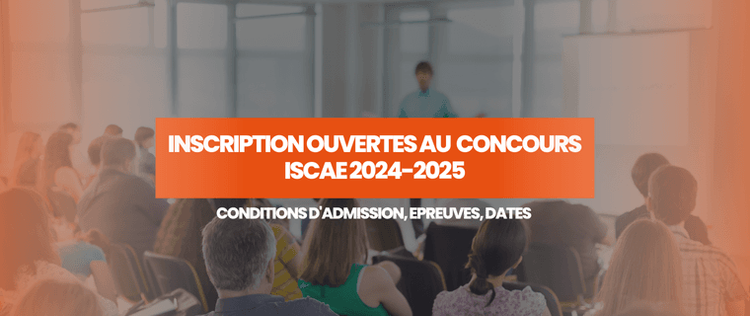 INSCRIPTION OUVERTES AU CONCOURS
ISCAE 2024-2025
CONDITIONS D'ADMISSION, EPREUVES, DATES